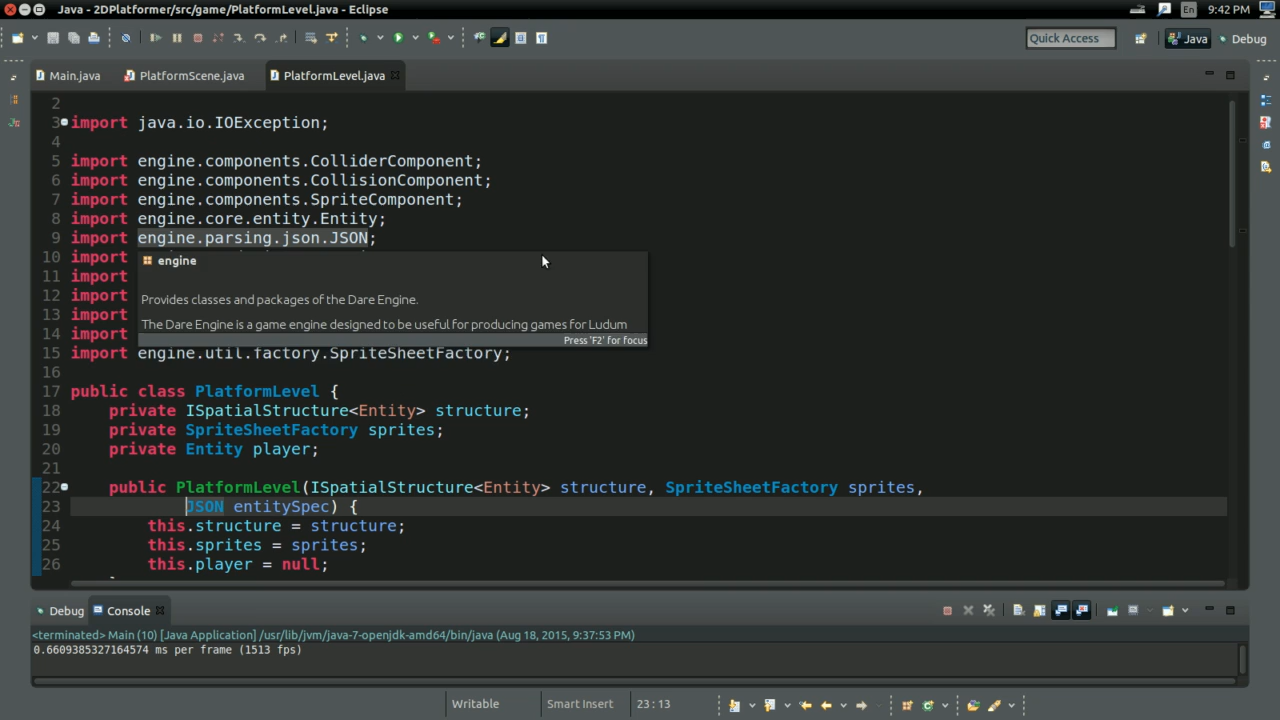 Java - 2DPlatformer/src/game/PlatformLevel.java - Eclipse
En
9:42 PM
Quick Access
Java
Debug
Main.java
PlatformScene.java
PlatformLevel.java
2
3 import java.io.IOException;
4
5 import engine.components.ColliderComponent;
6 import engine.components.CollisionComponent;
7 import engine.components.SpriteComponent;
8 import engine.core.entity.Entity;
9 import engine.parsing.json.JSON;
10 import
11 import
12 import
13 import
14 import
engine
Provides classes and packages of the Dare Engine.
The Dare Engine is a game engine designed to be useful for producing games for Ludum
Press 'F2' for focus
15 import engine.util.factory.SpriteSheetFactory;
16
17 public class PlatformLevel {
18 private ISpatialStructure<Entity> structure;
19 private SpriteSheetFactory sprites;
20 private Entity player;
21
22 public PlatformLevel(ISpatialStructure<Entity> structure, SpriteSheetFactory sprites,
23 JSON entitySpec) {
24 this.structure = structure;
25 this.sprites = sprites;
26 this.player = null;
Debug
Console
<terminated> Main (10) [Java Application] /usr/lib/jvm/java-7-openjdk-amd64/bin/java (Aug 18, 2015, 9:37:53 PM)
0.6609385327164574 ms per frame (1513 fps)
Writable
Smart Insert
23 : 13